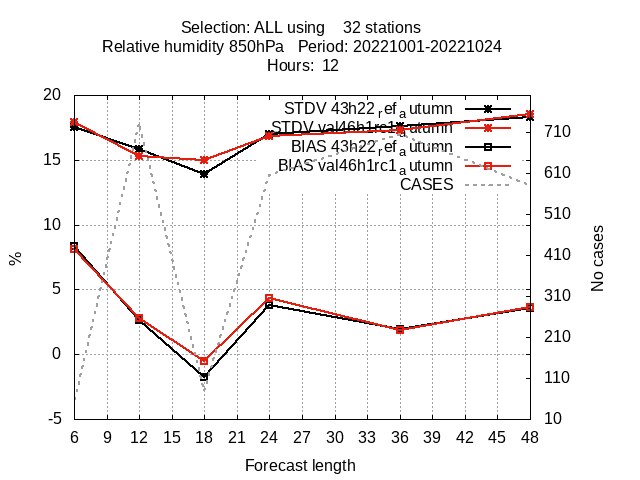 Selection: ALL using 32 stations
Relative humidity 850hPa Period: 20221001-20221024
Hours: 12
STDV 43h22_ref_autumn
STDV val46h1rc1_autumn
BIAS 43h22_ref_autumn
BIAS val46h1rc1_autumn
CASES
20
15
10
5
0
-5
%
710
610
510
410
310
210
110
10
No cases
6 9 12 15 18 21 24 27 30 33 36 39 42 45 48
Forecast length